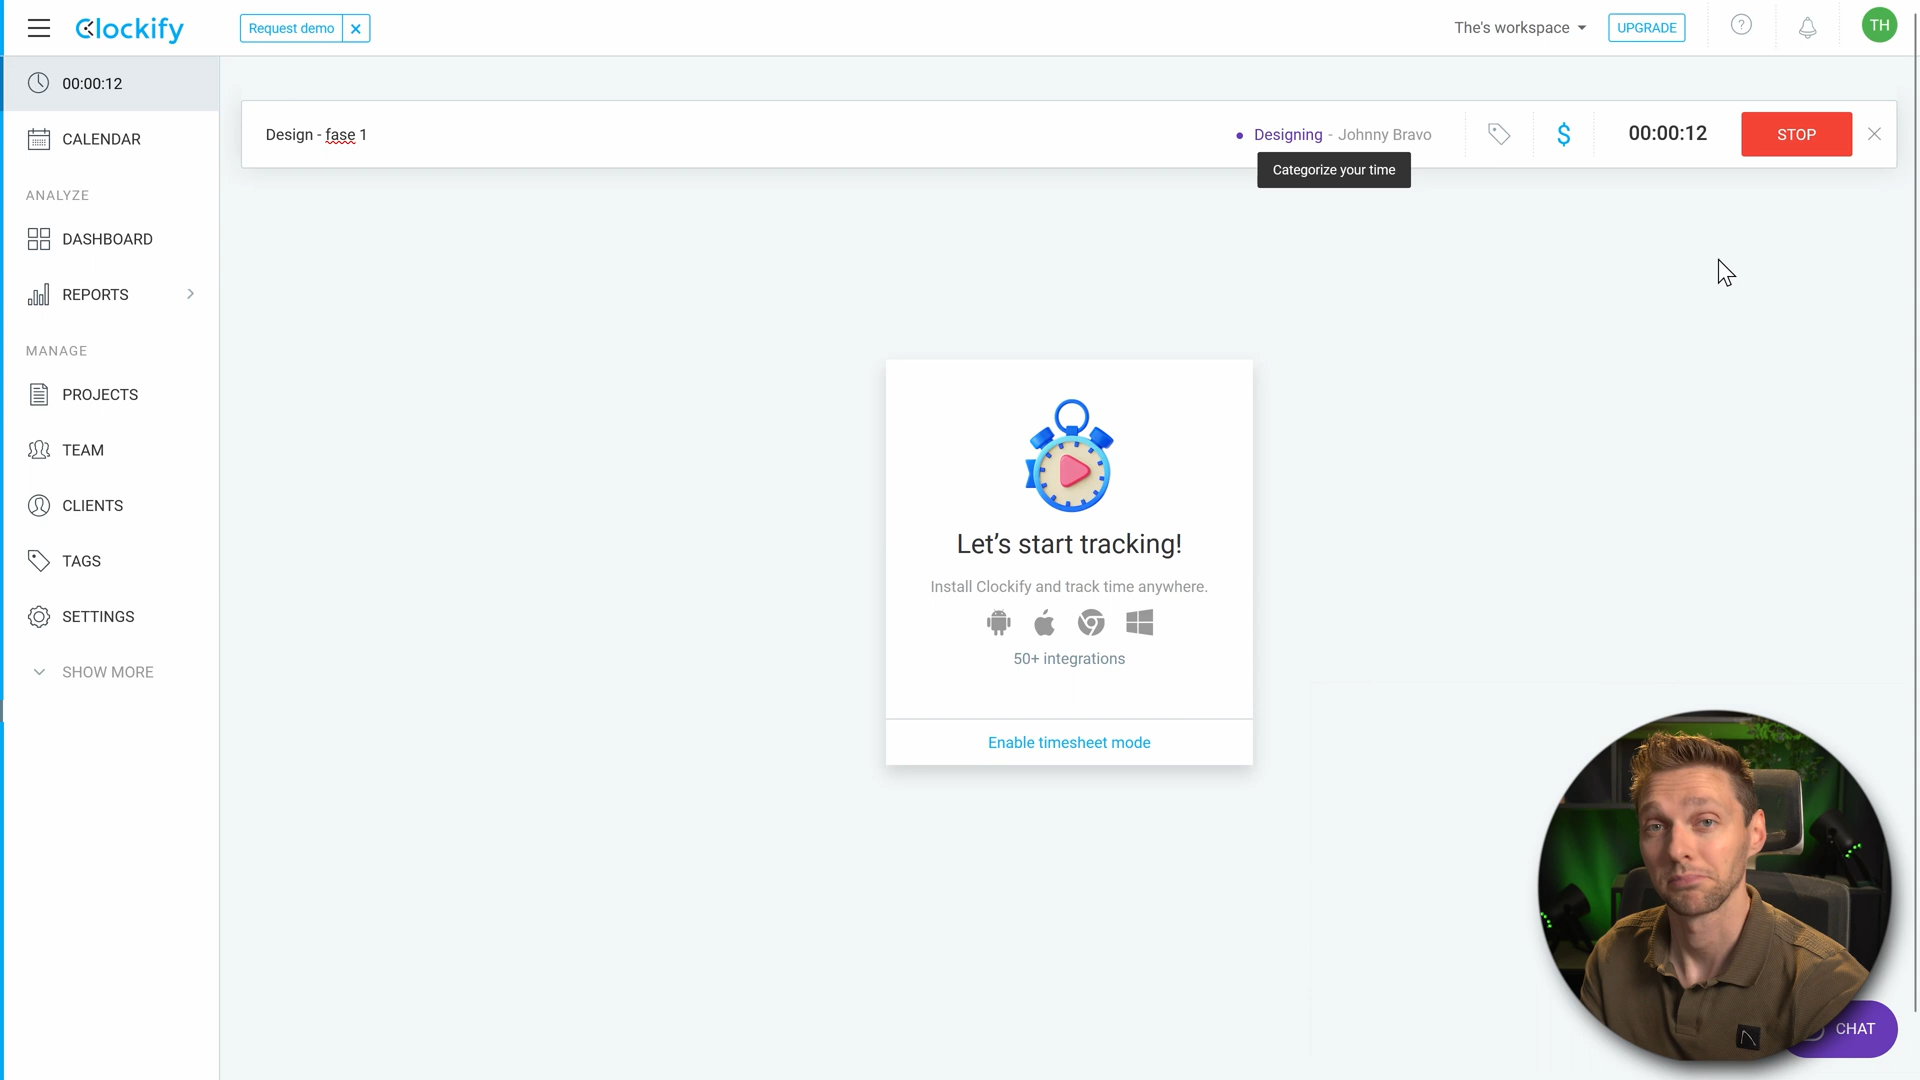 Clockify
Request demo
The's workspace
UPGRADE
TH
00:00:12
CALENDAR
ANALYZE
DASHBOARD
REPORTS
MANAGE
PROJECTS
TEAM
CLIENTS
TAGS
SETTINGS
SHOW MORE
Design - fase 1
Designing - Johnny Bravo
00:00:12
STOP
Categorize your time
Let’s start tracking!
Install Clockify and track time anywhere.
50+ integrations
Enable timesheet mode
CHAT